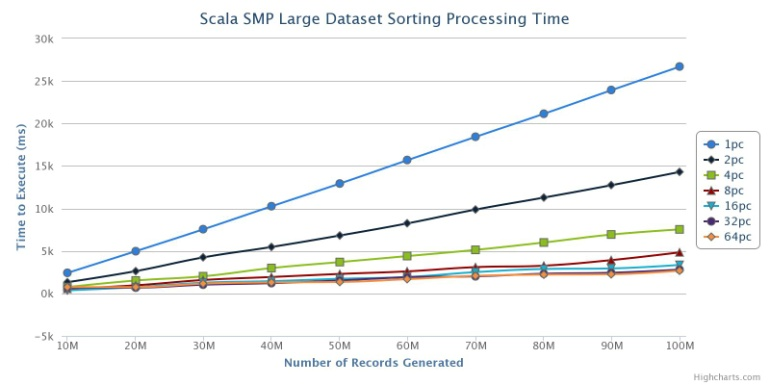 Scala SMP Large Dataset Sorting Processing Time
30k
25k
20k
15k
10k
5k
0k
−5k
Time to Execute (ms)
10M 20M 30M 40M 50M 60M 70M 80M 90M 100M
Number of Records Generated
1pc
2pc
4pc
8pc
16pc
32pc
64pc
Highcharts.com